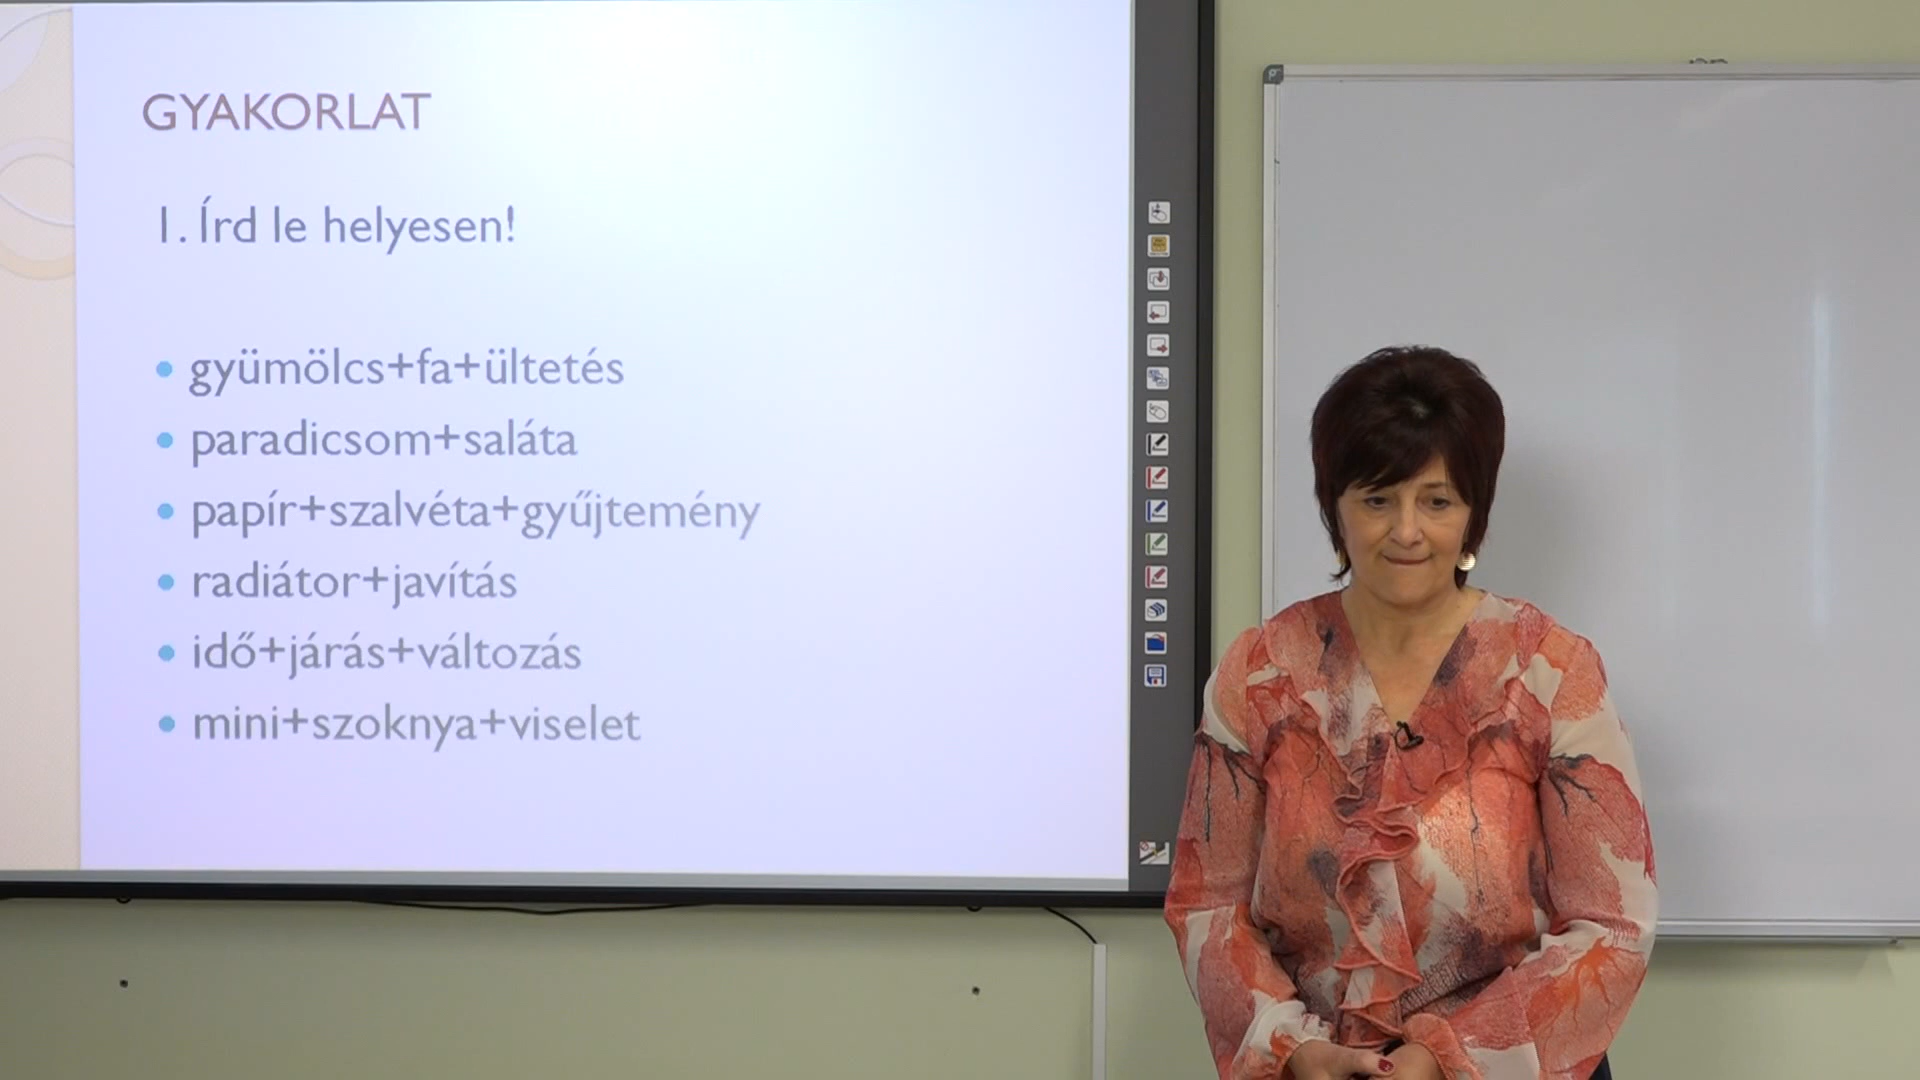 GYAKORLAT
1. Írd le helyesen!
• gyümölcs+fa+ültetés
• paradicsom+saláta
• papír+szalvéta+gyűjtemény
• radiátor+javítás
• idő+járás+változás
• mini+szoknya+viselet